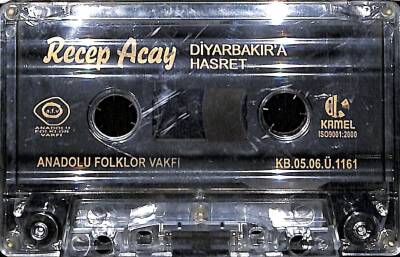 Recep Acay
DİYARBAKIR'A
HASRET
a.f.v
ANADOLU
FOLKLOR
VAKFI
KAMEL
ISO9001:2000
ANADOLU FOLKLOR VAKFI
KB.05.06.Ü.1161